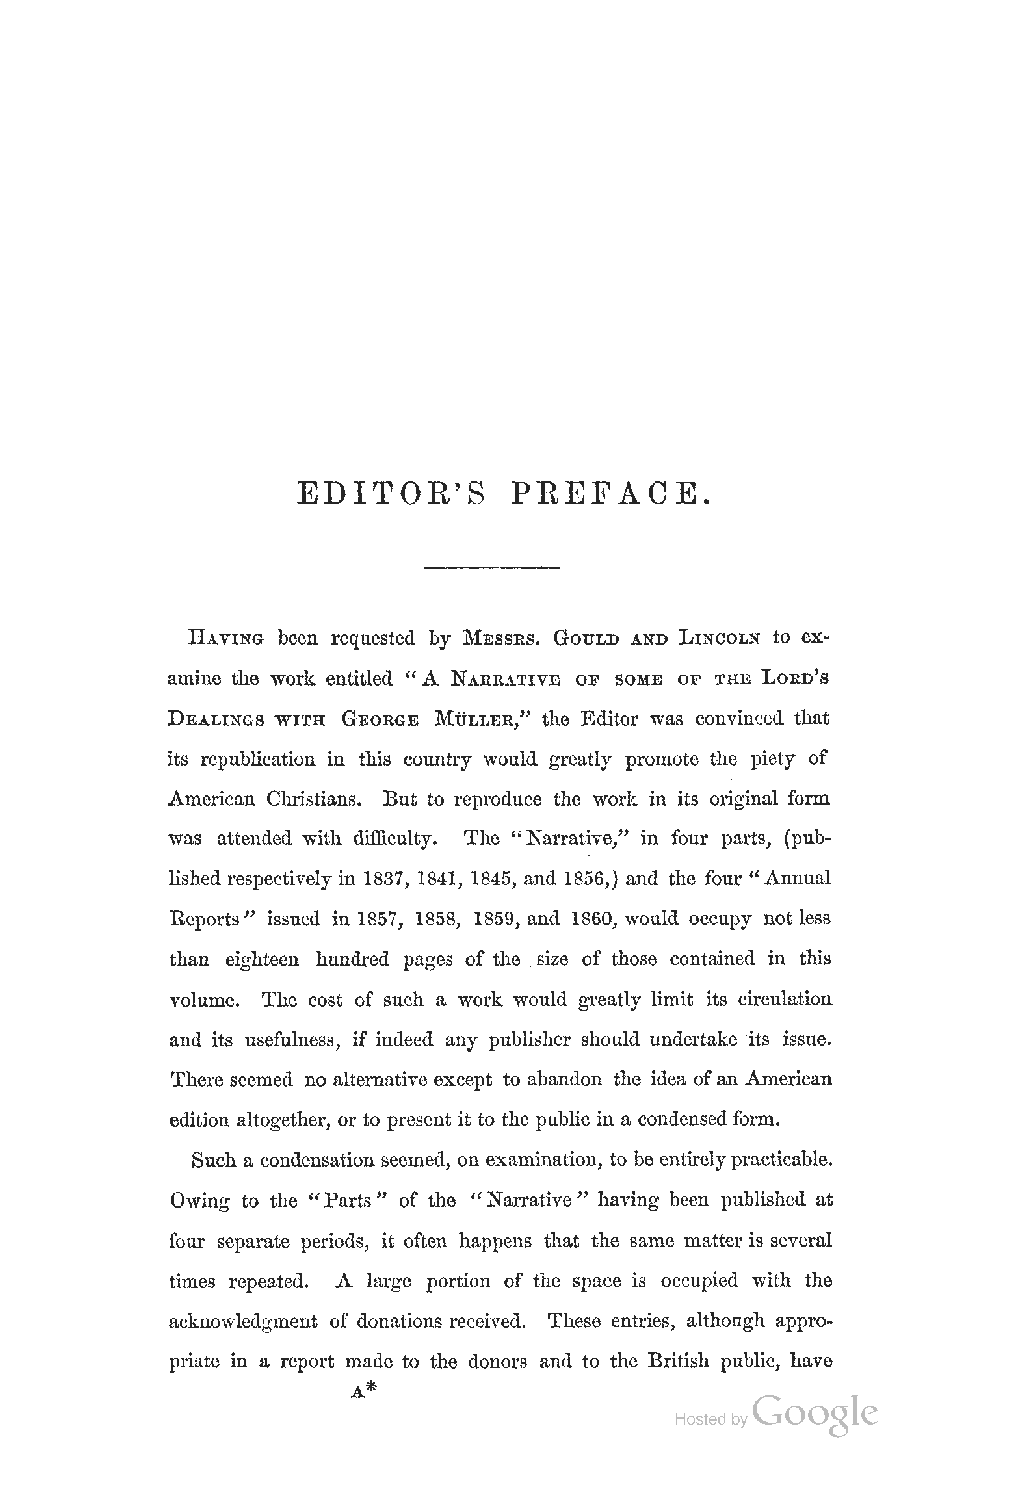 EDITOR'S PREFACE.
HAVING been requested by MESSRS. GOULD AND LINCOLN to ex-
amine the work entitled "A NARRATIVE OF SOME OF THE LORD'S
DEALINGS WITH GEORGE MÜLLER," the Editor was convinced that
its republication in this country would greatly promote the piety of
American Christians. But to reproduce the work in its original form
was attended with difficulty. The "Narrative," in four parts, (pub-
lished respectively in 1837, 1841, 1845, and 1856,) and the four "Annual
Reports" issued in 1857, 1858, 1859, and 1860, would occupy not less
than eighteen hundred pages of the size of those contained in this
volume. The cost of such a work would greatly limit its circulation
and its usefulness, if indeed any publisher should undertake its issue.
There seemed no alternative except to abandon the idea of an American
edition altogether, or to present it to the public in a condensed form.
Such a condensation seemed, on examination, to be entirely practicable.
Owing to the "Parts" of the "Narrative" having been published at
four separate periods, it often happens that the same matter is several
times repeated. A large portion of the space is occupied with the
acknowledgment of donations received. These entries, although appro-
priate in a report made to the donors and to the British public, have
A*
Hosted by Google